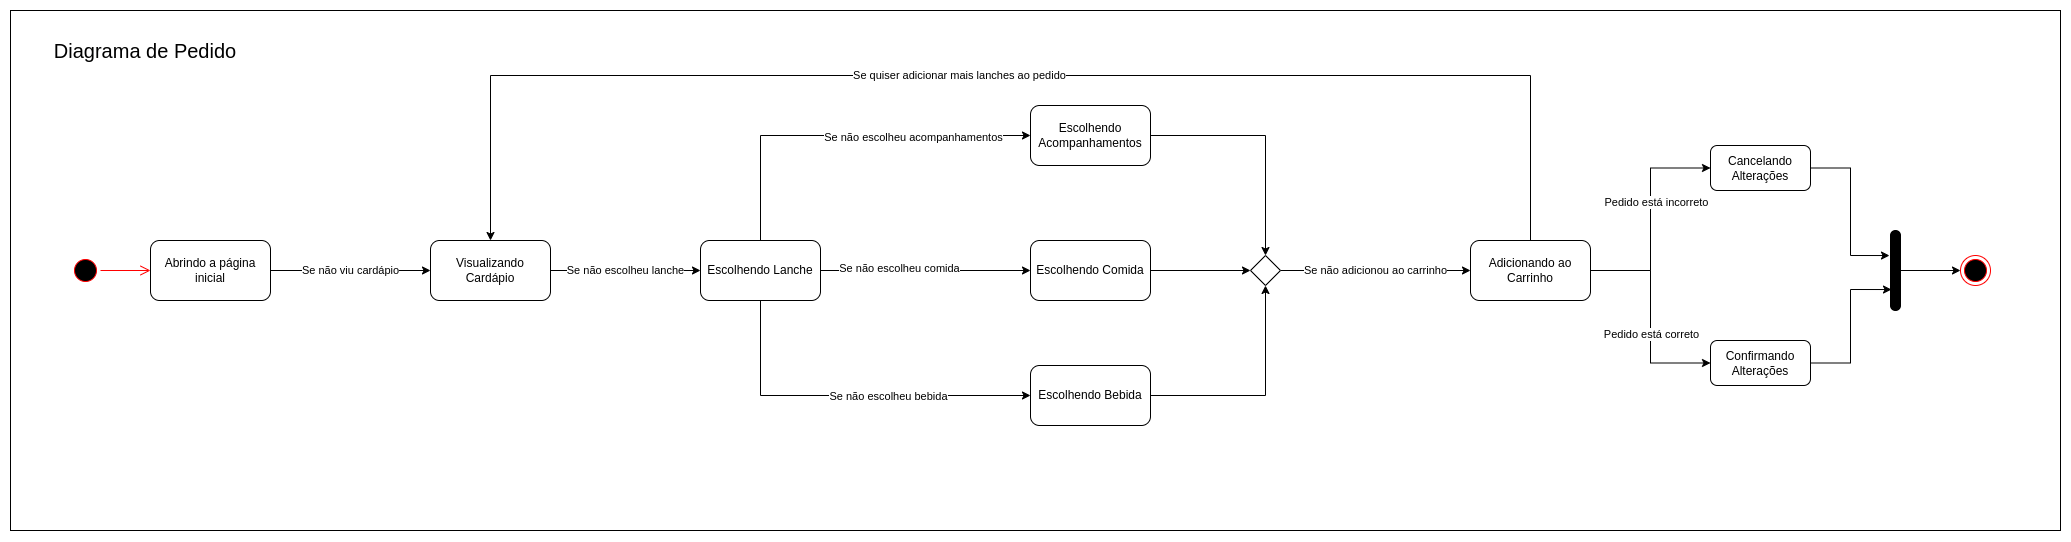 Diagrama de Pedido
Se quiser adicionar mais lanches ao pedido
Se não escolheu acompanhamentos
Escolhendo
Acompanhamentos
Cancelando
Alterações
Pedido está incorreto
Abrindo a página
inicial
Se não viu cardápio
Visualizando
Cardápio
Se não escolheu lanche
Escolhendo Lanche
Se não escolheu comida
Escolhendo Comida
Se não adicionou ao carrinho
Adicionando ao
Carrinho
Pedido está correto
Confirmando
Alterações
Se não escolheu bebida
Escolhendo Bebida